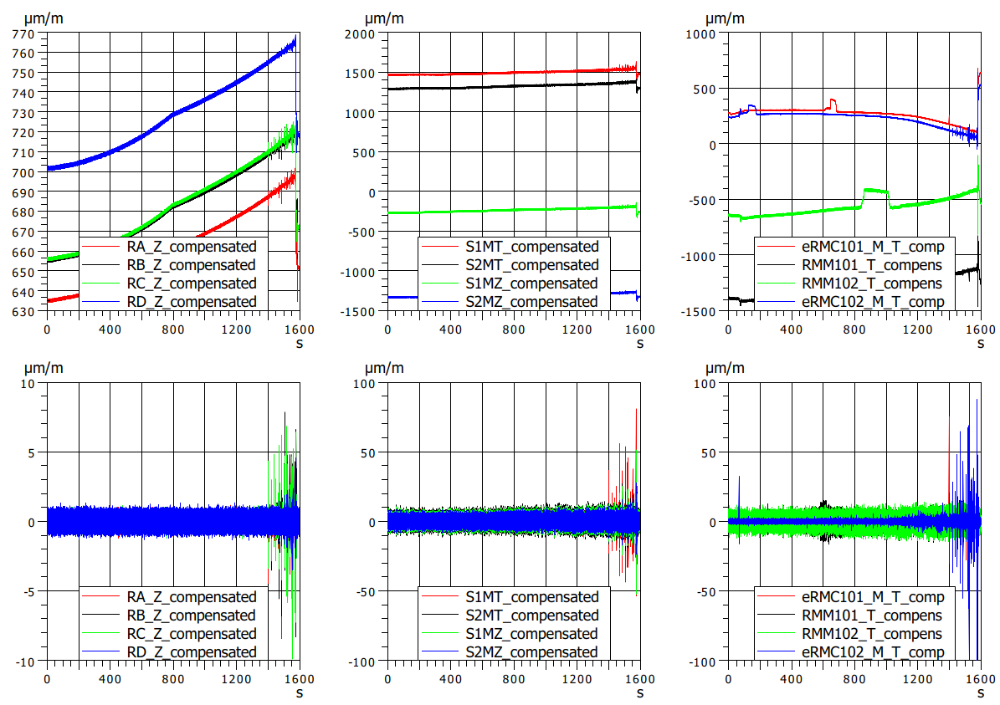 µm/m
770
760
750
740
730
720
710
700
690
680
670
660
650
640
630
0 400 800 1200 1600
s
RA_Z_compensated
RB_Z_compensated
RC_Z_compensated
RD_Z_compensated
µm/m
2000
1500
1000
500
0
-500
-1000
-1500
0 400 800 1200 1600
s
S1MT_compensated
S2MT_compensated
S1MZ_compensated
S2MZ_compensated
µm/m
1000
500
0
-500
-1000
-1500
0 400 800 1200 1600
s
eRMC101_M_T_comp
RMM101_T_compens
RMM102_T_compens
eRMC102_M_T_comp
µm/m
10
5
0
-5
-10
0 400 800 1200 1600
s
RA_Z_compensated
RB_Z_compensated
RC_Z_compensated
RD_Z_compensated
µm/m
100
50
0
-50
-100
0 400 800 1200 1600
s
S1MT_compensated
S2MT_compensated
S1MZ_compensated
S2MZ_compensated
µm/m
100
50
0
-50
-100
0 400 800 1200 1600
s
eRMC101_M_T_comp
RMM101_T_compens
RMM102_T_compens
eRMC102_M_T_comp